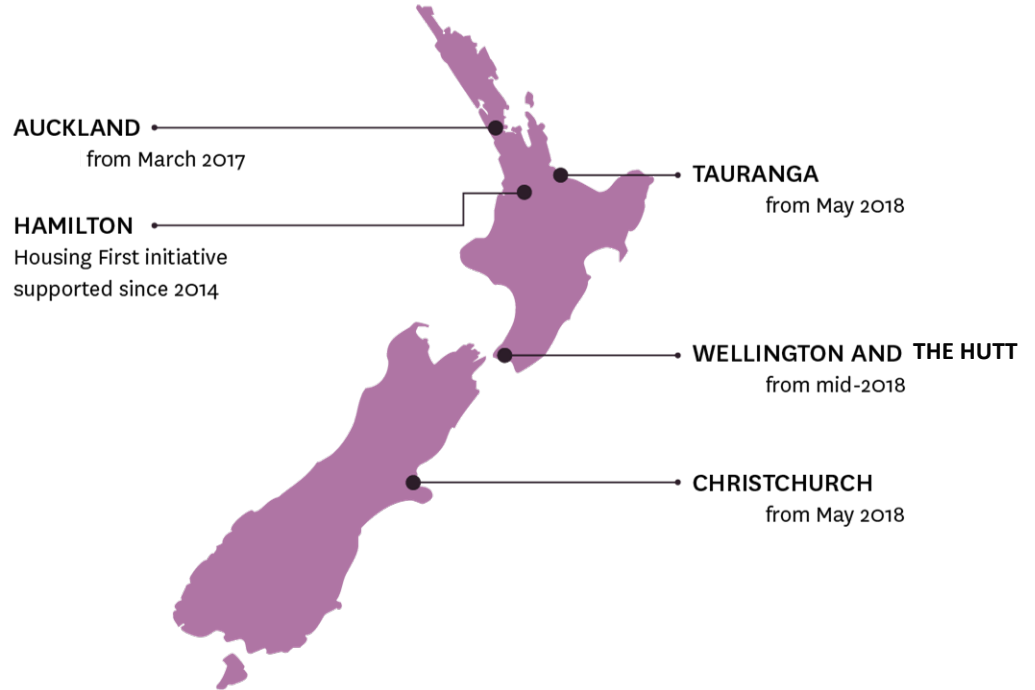 AUCKLAND
from March 2017
HAMILTON
Housing First initiative
supported since 2014
TAURANGA
from May 2018
WELLINGTON AND THE HUTT
from mid-2018
CHRISTCHURCH
from May 2018